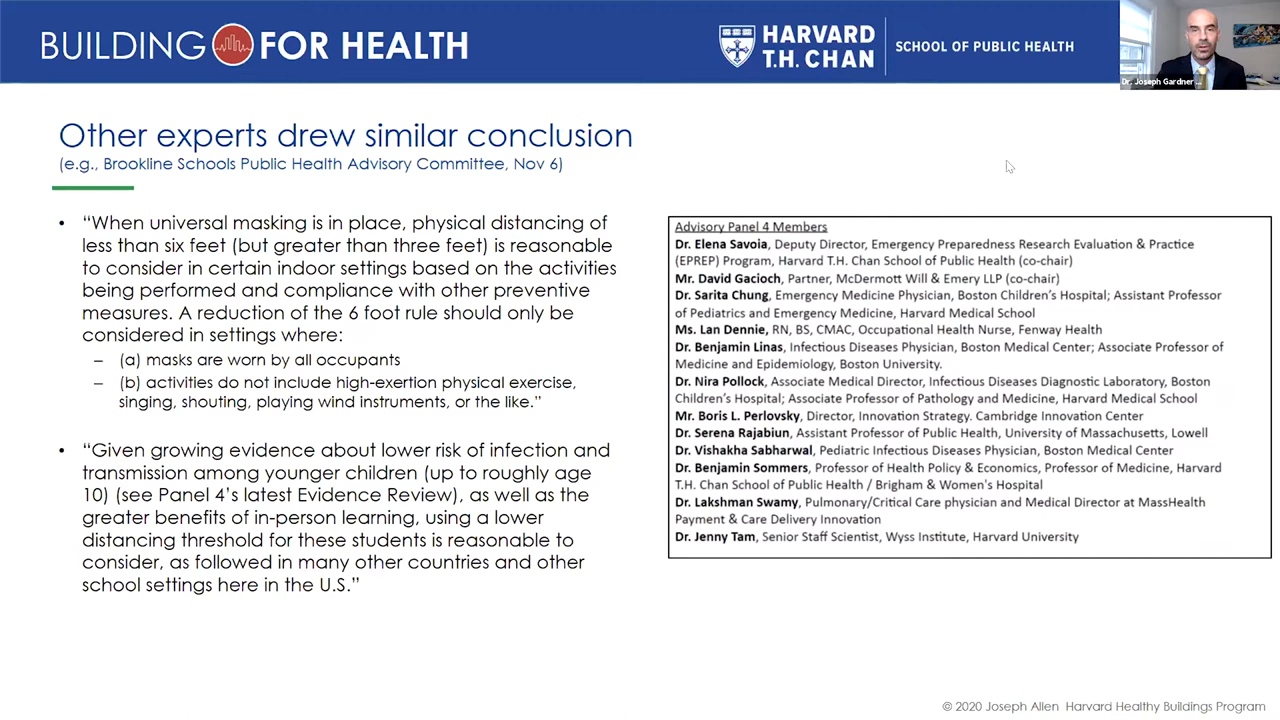 BUILDING FOR HEALTH
HARVARD
T.H. CHAN
SCHOOL OF PUBLIC HEALTH
Dr. Joseph Gardner ...
Other experts drew similar conclusion
(e.g., Brookline Schools Public Health Advisory Committee, Nov 6)
• “When universal masking is in place, physical distancing of
less than six feet (but greater than three feet) is reasonable
to consider in certain indoor settings based on the activities
being performed and compliance with other preventive
measures. A reduction of the 6 foot rule should only be
considered in settings where:
– (a) masks are worn by all occupants
– (b) activities do not include high-exertion physical exercise,
singing, shouting, playing wind instruments, or the like.”
• “Given growing evidence about lower risk of infection and
transmission among younger children (up to roughly age
10) (see Panel 4’s latest Evidence Review), as well as the
greater benefits of in-person learning, using a lower
distancing threshold for these students is reasonable to
consider, as followed in many other countries and other
school settings here in the U.S.”
Advisory Panel 4 Members
Dr. Elena Savoia, Deputy Director, Emergency Preparedness Research Evaluation & Practice
(EPREP) Program, Harvard T.H. Chan School of Public Health (co-chair)
Mr. David Gacioch, Partner, McDermott Will & Emery LLP (co-chair)
Dr. Sarita Chung, Emergency Medicine Physician, Boston Children’s Hospital; Assistant Professor
of Pediatrics and Emergency Medicine, Harvard Medical School
Ms. Lan Dennie, RN, BS, CMAC, Occupational Health Nurse, Fenway Health
Dr. Benjamin Linas, Infectious Diseases Physician, Boston Medical Center; Associate Professor of
Medicine and Epidemiology, Boston University.
Dr. Nira Pollock, Associate Medical Director, Infectious Diseases Diagnostic Laboratory, Boston
Children’s Hospital; Associate Professor of Pathology and Medicine, Harvard Medical School
Mr. Boris L. Perlovsky, Director, Innovation Strategy. Cambridge Innovation Center
Dr. Serena Rajabiun, Assistant Professor of Public Health, University of Massachusetts, Lowell
Dr. Vishakha Sabharwal, Pediatric Infectious Diseases Physician, Boston Medical Center
Dr. Benjamin Sommers, Professor of Health Policy & Economics, Professor of Medicine, Harvard
T.H. Chan School of Public Health / Brigham & Women's Hospital
Dr. Lakshman Swamy, Pulmonary/Critical Care physician and Medical Director at MassHealth
Payment & Care Delivery Innovation
Dr. Jenny Tam, Senior Staff Scientist, Wyss Institute, Harvard University
© 2020 Joseph Allen Harvard Healthy Buildings Program